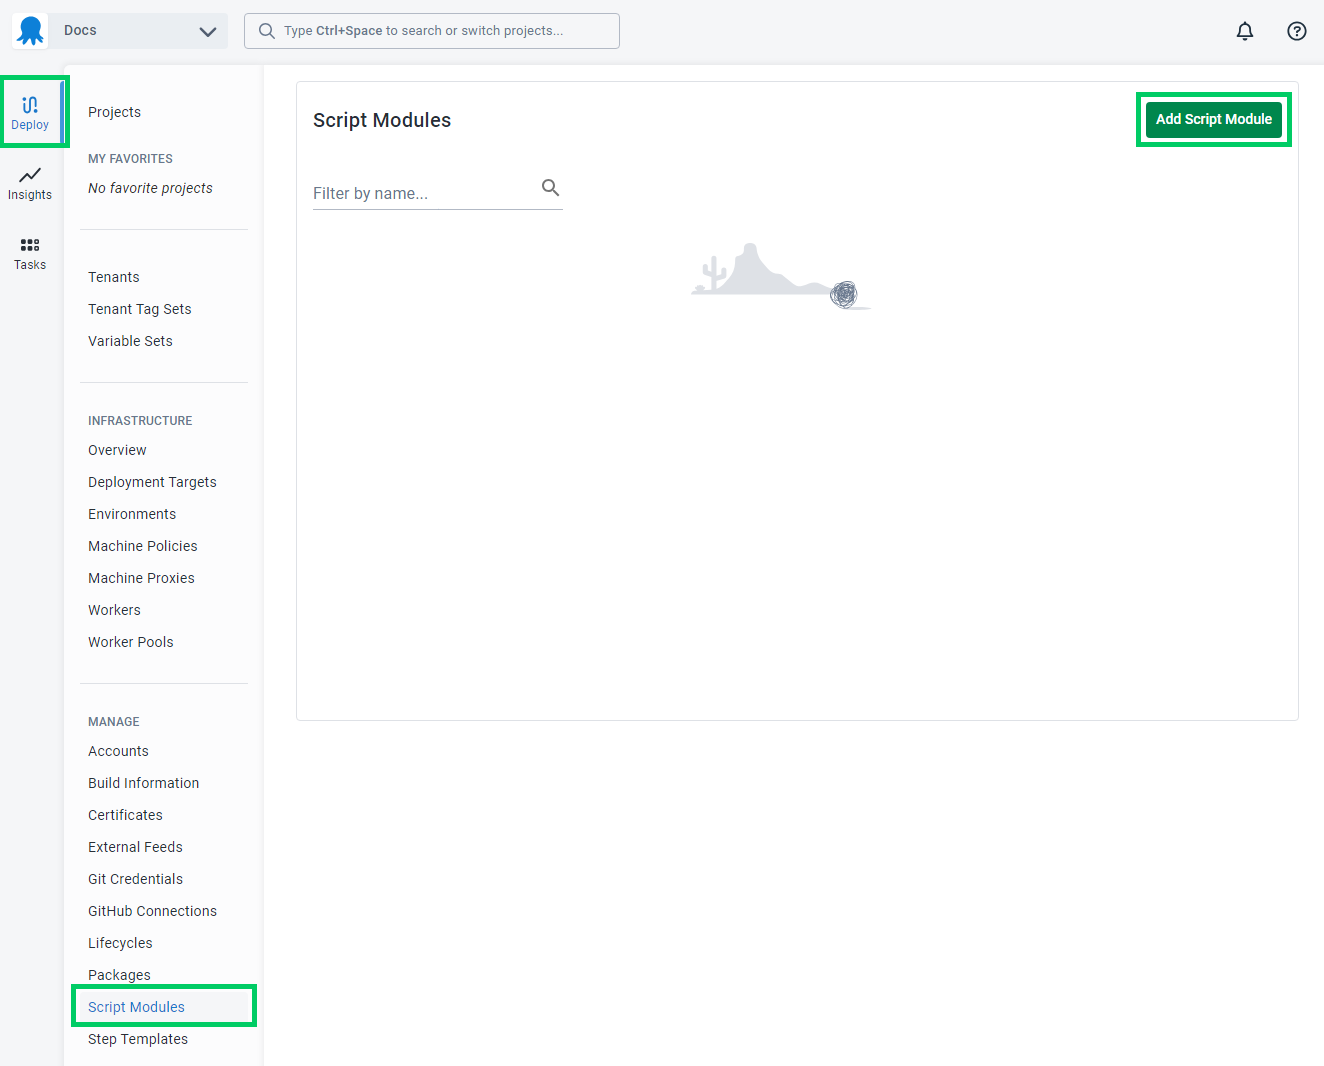 Docs
Type Ctrl+Space to search or switch projects...
Deploy
Insights
Tasks
Projects
MY FAVORITES
No favorite projects
Tenants
Tenant Tag Sets
Variable Sets
INFRASTRUCTURE
Overview
Deployment Targets
Environments
Machine Policies
Machine Proxies
Workers
Worker Pools
MANAGE
Accounts
Build Information
Certificates
External Feeds
Git Credentials
GitHub Connections
Lifecycles
Packages
Script Modules
Step Templates
Script Modules
Add Script Module
Filter by name...